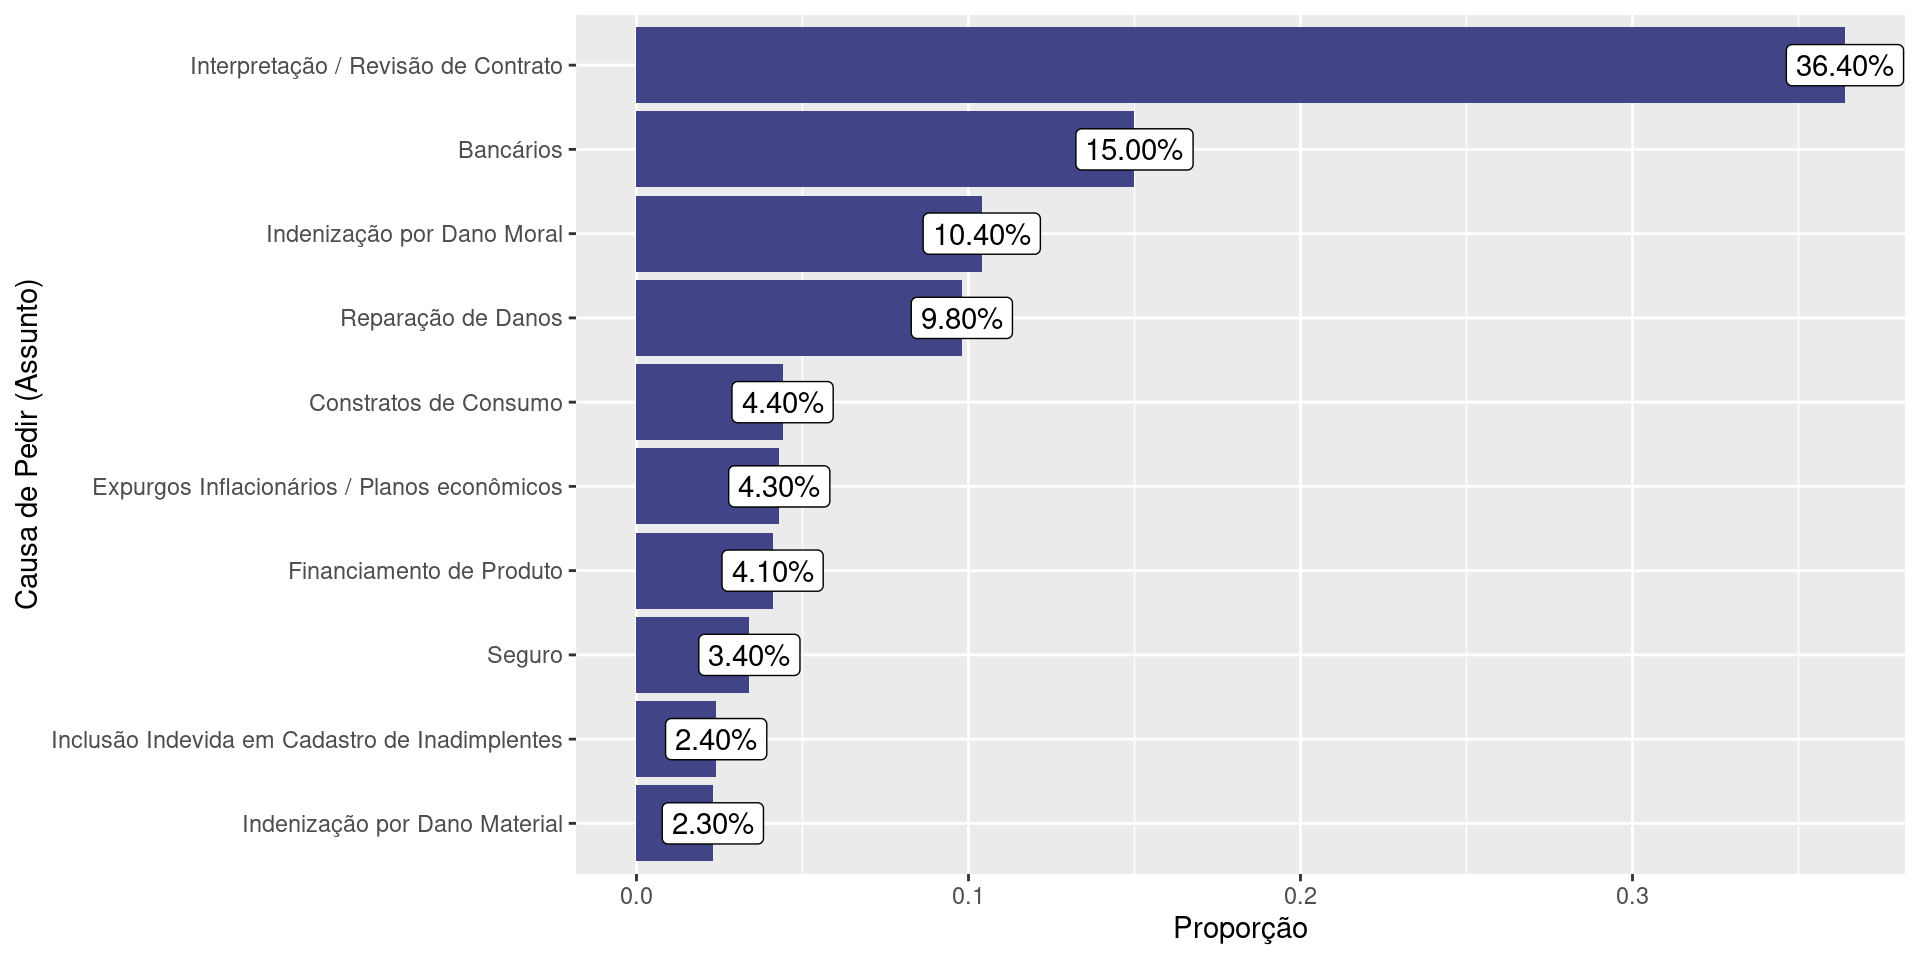 Causa de Pedir (Assunto)
Interpretação / Revisão de Contrato
36.40%
Bancários
15.00%
Indenização por Dano Moral
10.40%
Reparação de Danos
9.80%
Constratos de Consumo
4.40%
Expurgos Inflacionários / Planos econômicos
4.30%
Financiamento de Produto
4.10%
Seguro
3.40%
Inclusão Indevida em Cadastro de Inadimplentes
2.40%
Indenização por Dano Material
2.30%
0.0 0.1 0.2 0.3
Proporção